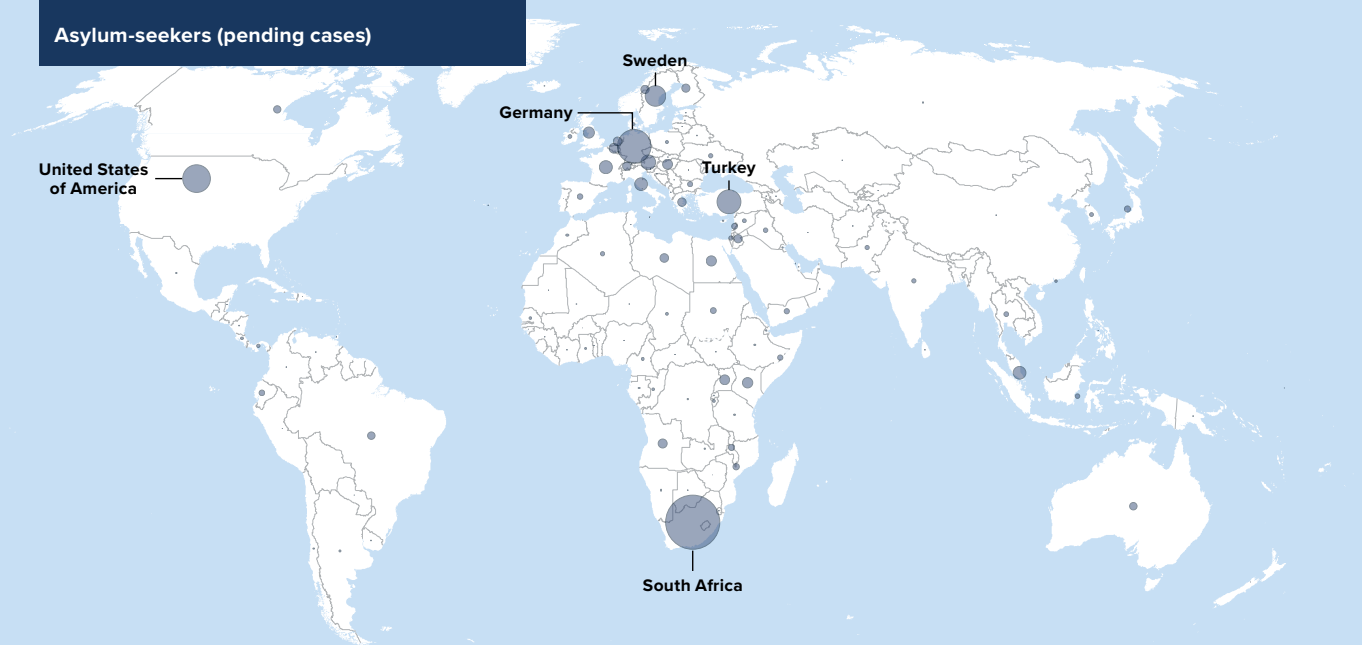 Asylum-seekers (pending cases)
Sweden
Germany
United States
of America
Turkey
South Africa